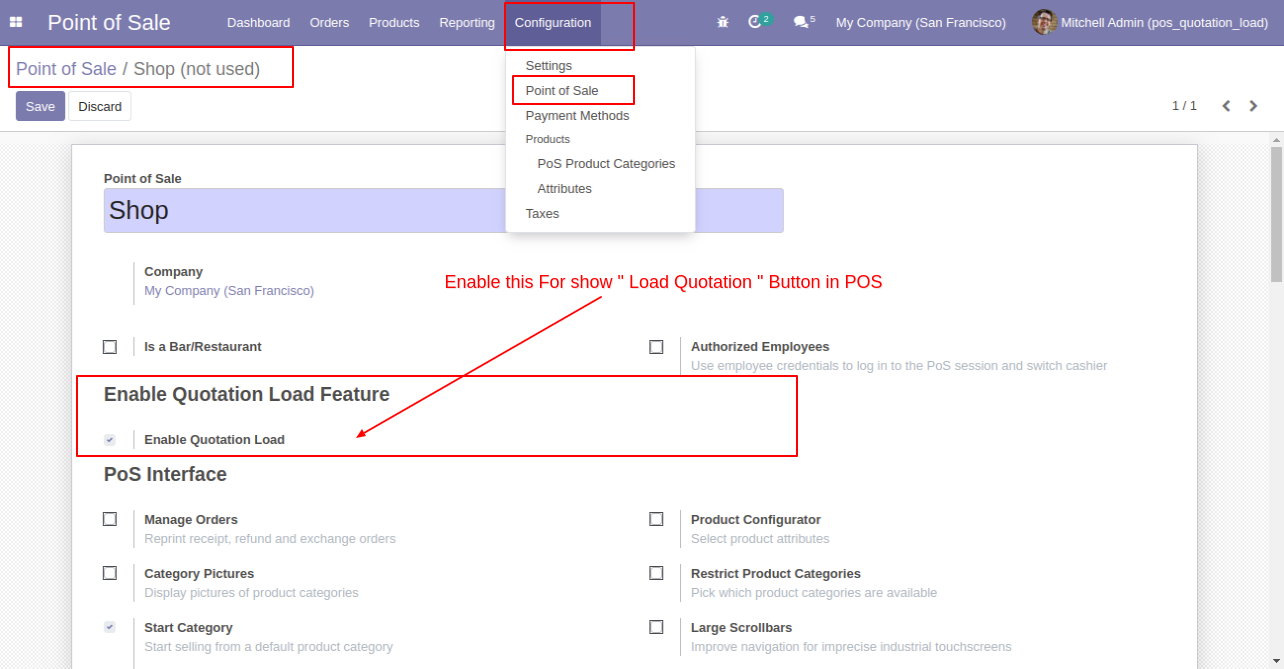 Point of Sale Dashboard Orders Products Reporting Configuration 2 5 My Company (San Francisco) Mitchell Admin (pos_quotation_load)
Point of Sale / Shop (not used)
Save Discard
1 / 1
Settings
Point of Sale
Payment Methods
Products
PoS Product Categories
Attributes
Taxes
Point of Sale
Shop
Company
My Company (San Francisco)
Enable this For show " Load Quotation " Button in POS
Is a Bar/Restaurant
Authorized Employees
Use employee credentials to log in to the PoS session and switch cashier
Enable Quotation Load Feature
Enable Quotation Load
PoS Interface
Manage Orders
Reprint receipt, refund and exchange orders
Product Configurator
Select product attributes
Category Pictures
Display pictures of product categories
Restrict Product Categories
Pick which product categories are available
Start Category
Start selling from a default product category
Large Scrollbars
Improve navigation for imprecise industrial touchscreens